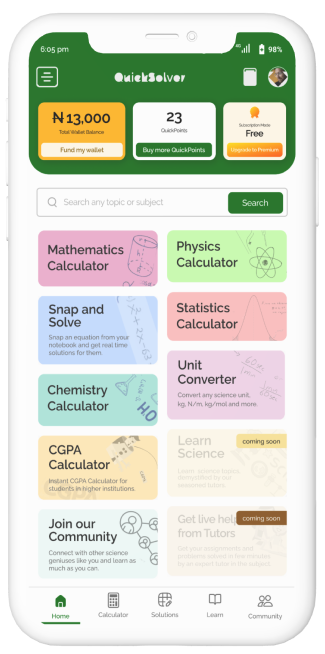 6:05 pm
4G
98%
QuickSolver
₦ 13,000
Total Wallet Balance
Fund my wallet
23
QuickPoints
Buy more QuickPoints
Subscription Mode
Free
Upgrade to Premium
Search any topic or subject
Search
Mathematics
Calculator
Physics
Calculator
Snap and
Solve
Snap an equation from your
notebook and get real time
solutions for them.
Statistics
Calculator
Unit
Converter
Convert any science unit,
kg, N/m, kg/mol and more.
Chemistry
Calculator
HO
CGPA
Calculator
Instant CGPA Calculator for
students in higher institutions.
Learn
Science
coming soon
Learn science topics,
demystified by our
seasoned tutors.
Join our
Community
Connect with other science
geniuses like you and learn as
much as you can.
Get live help
from Tutors
coming soon
Get your assignments and
problems solved in few minutes
by an expert tutor in the subject.
Home
Calculator
Solutions
Learn
Community